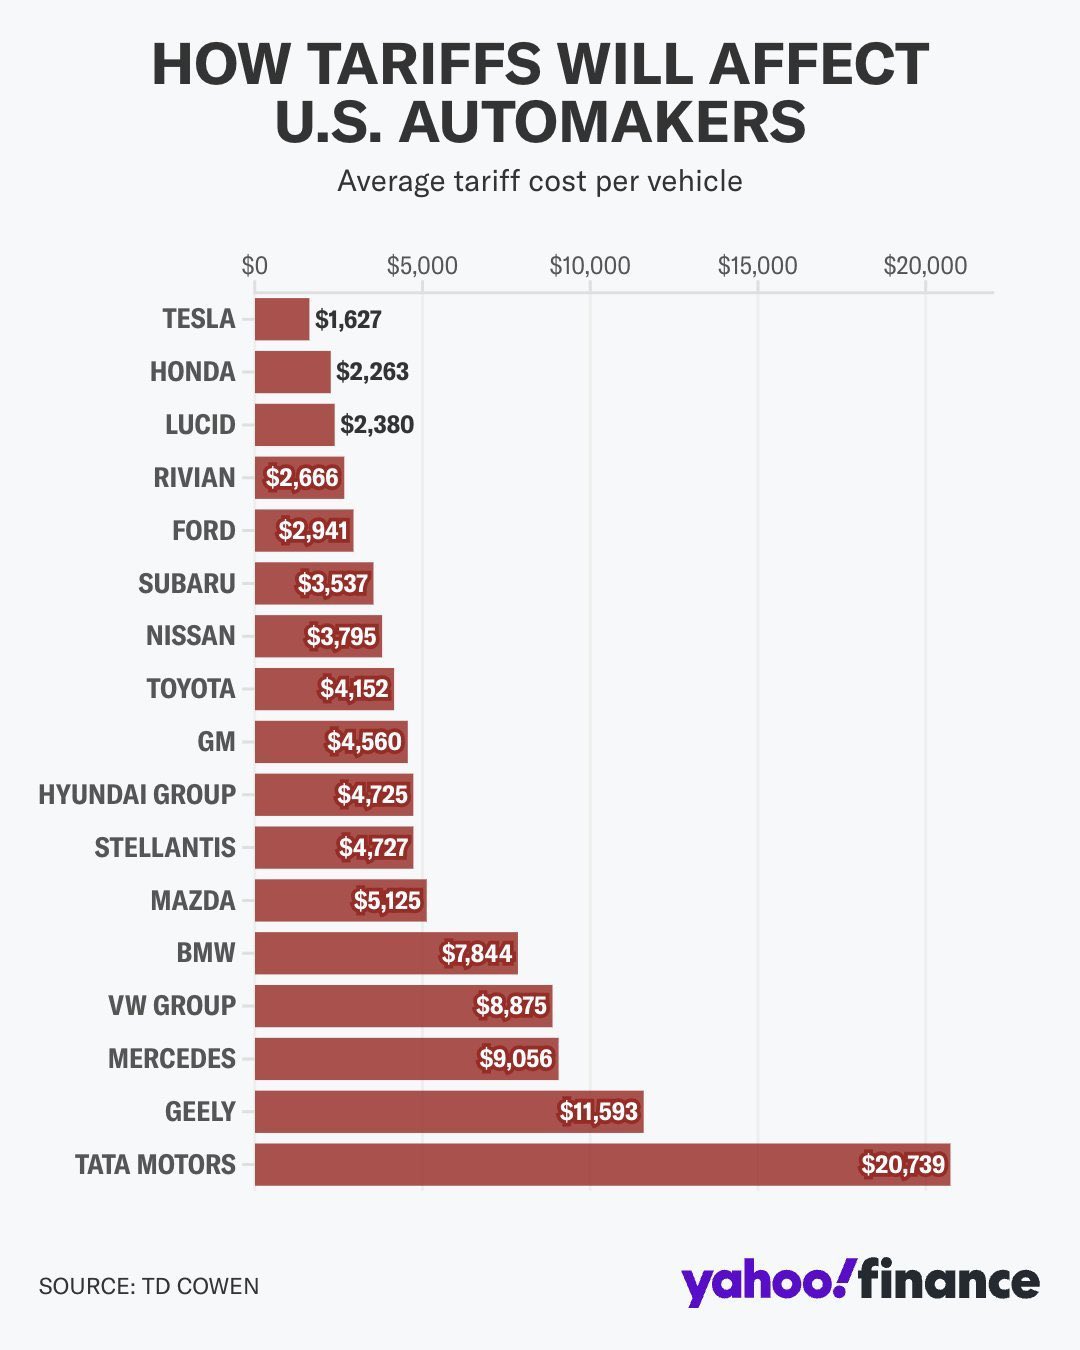 HOW TARIFFS WILL AFFECT
U.S. AUTOMAKERS
Average tariff cost per vehicle
$0 $5,000 $10,000 $15,000 $20,000
TESLA $1,627
HONDA $2,263
LUCID $2,380
RIVIAN $2,666
FORD $2,941
SUBARU $3,537
NISSAN $3,795
TOYOTA $4,152
GM $4,560
HYUNDAI GROUP $4,725
STELLANTIS $4,727
MAZDA $5,125
BMW $7,844
VW GROUP $8,875
MERCEDES $9,056
GEELY $11,593
TATA MOTORS $20,739
SOURCE: TD COWEN yahoo!finance